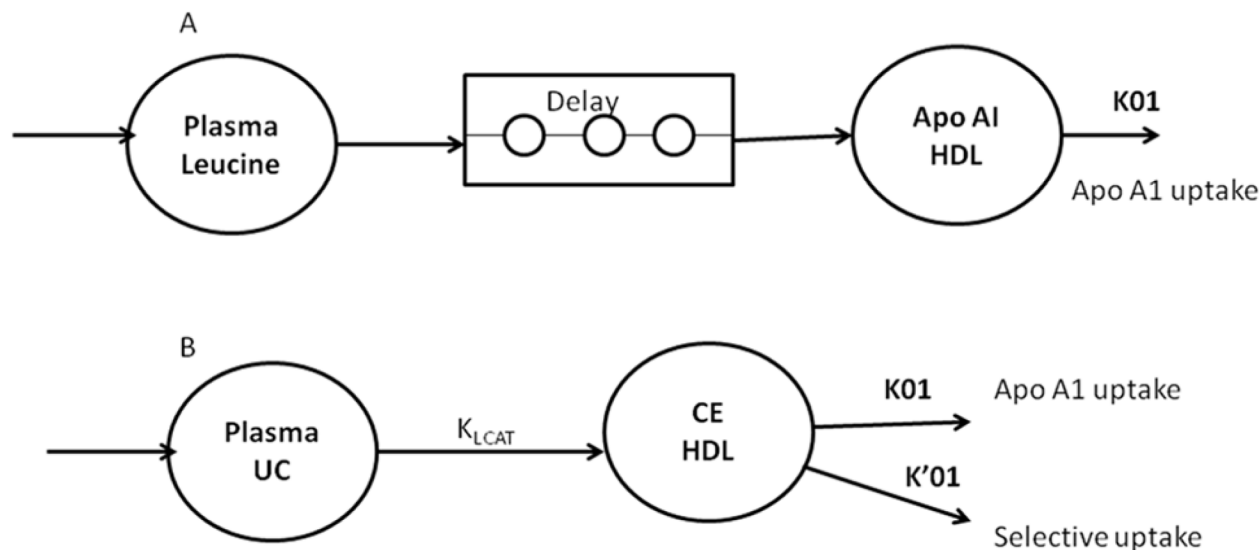 A
Plasma
Leucine
Delay
Apo AI
HDL
K01
Apo A1 uptake
B
Plasma
UC
KLCAT
CE
HDL
K01
Apo A1 uptake
K'01
Selective uptake